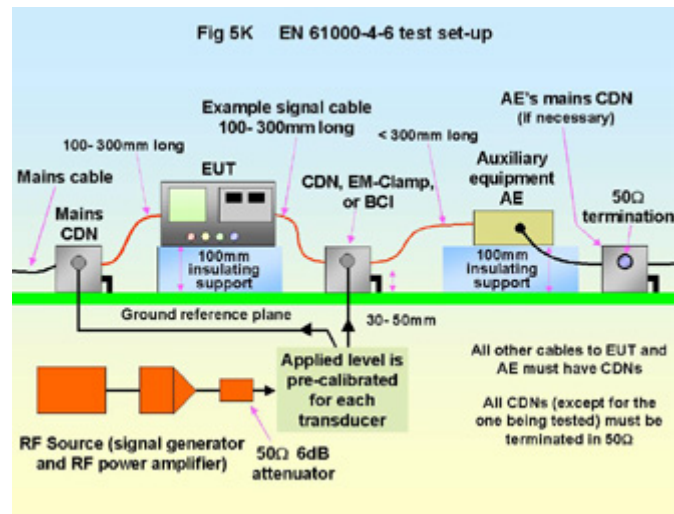 Fig 5K EN 61000-4-6 test set-up
AE's mains CDN
(if necessary)
Example signal cable
100- 300mm long
< 300mm long
100- 300mm long
EUT
Auxiliary
equipment
AE
Mains cable
CDN, EM-Clamp,
or BCI
50Ω
termination
Mains
CDN
100mm
insulating
support
100mm
insulating
support
Ground reference plane
30- 50mm
Applied level is
pre-calibrated
for each
transducer
All other cables to EUT and
AE must have CDNs
All CDNs (except for the
one being tested) must be
terminated in 50Ω
RF Source (signal generator
and RF power amplifier)
50Ω 6dB
attenuator